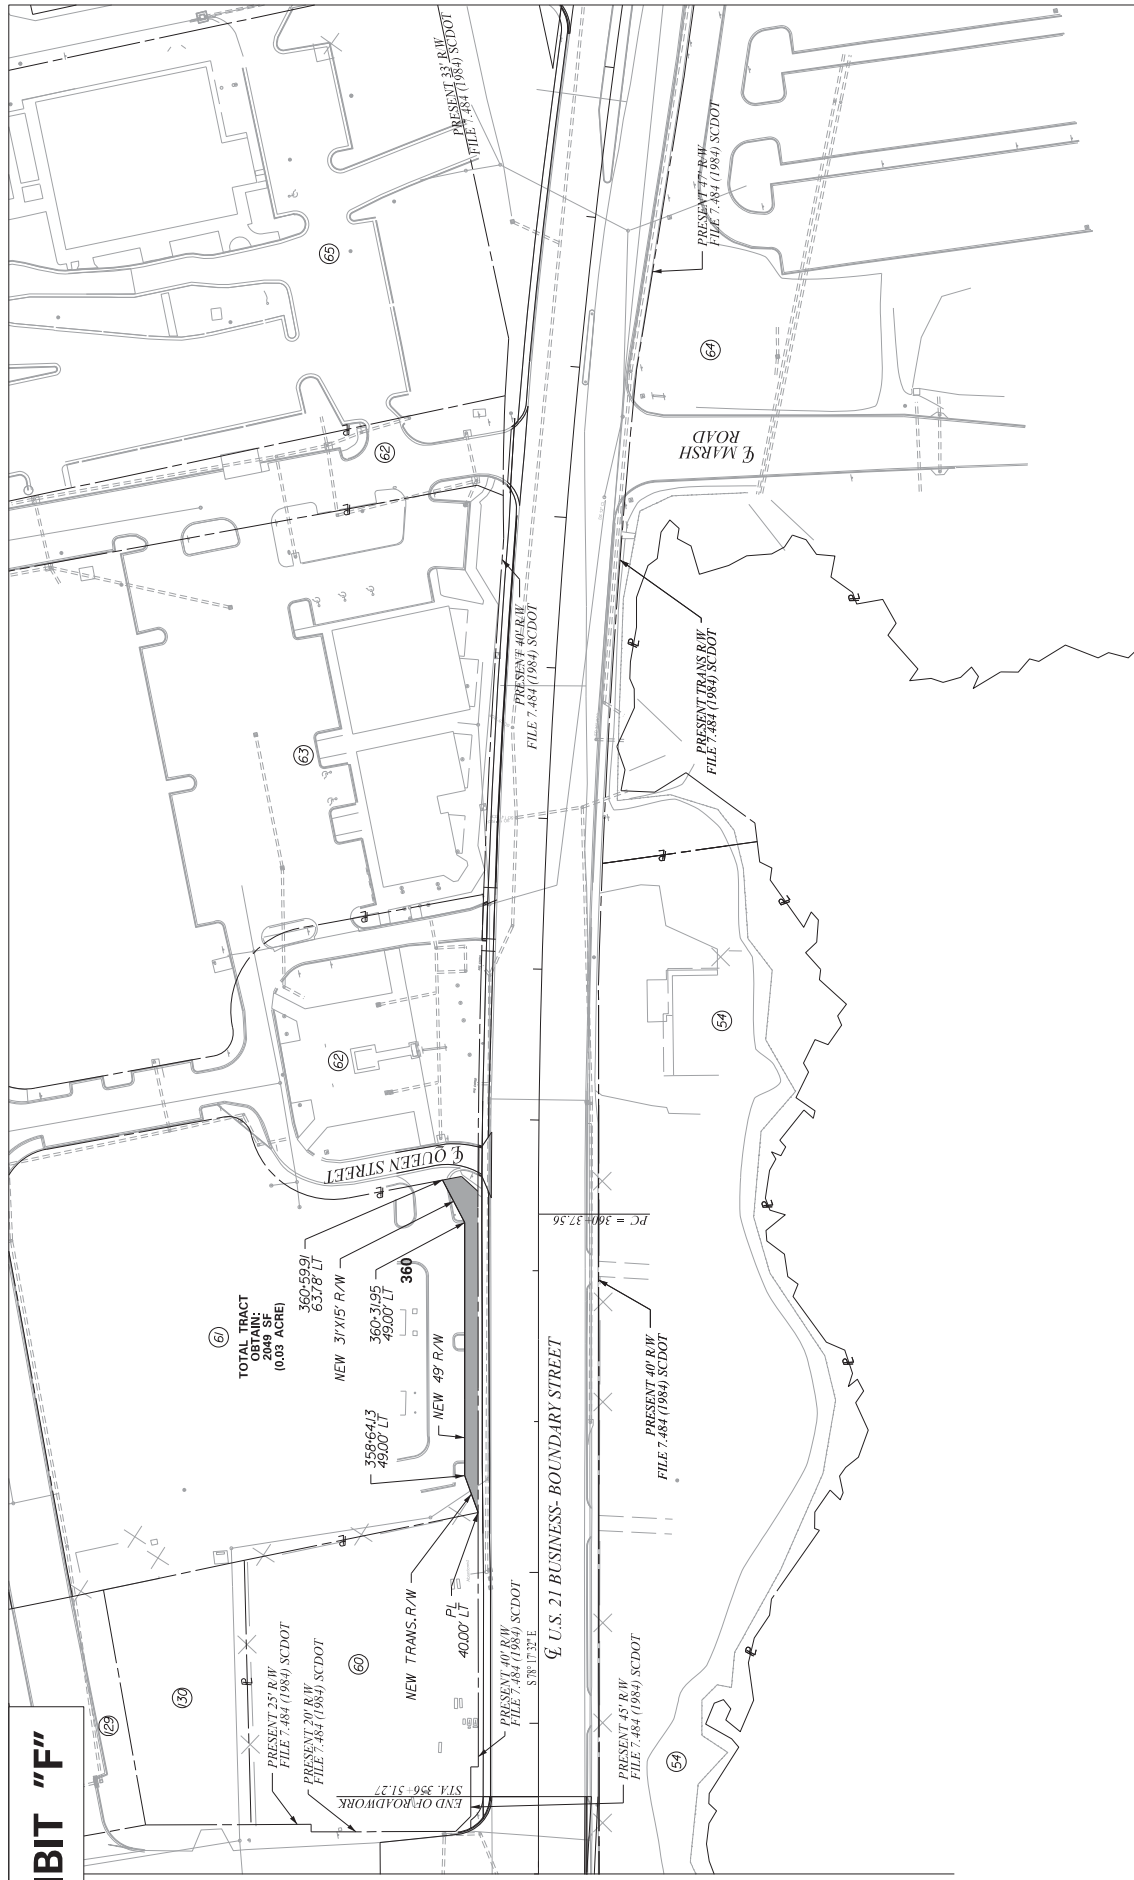 IBIT "F"
PRESENT 33' R/W
FILE 7.484 (1984) SCDOT
PRESENT 47' R/W
FILE 7.484 (1984) SCDOT
65
64
62
℄ MARSH
ROAD
PRESENT 40' R/W
FILE 7.484 (1984) SCDOT
PRESENT TRANS R/W
FILE 7.484 (1984) SCDOT
63
62
54
℄ QUEEN STREET
PC = 360+37.56
61
TOTAL TRACT
OBTAIN:
2049 SF
(0.03 ACRE)
360+59.91
63.78' LT
NEW 31'X15' R/W
360+31.95
49.00' LT
360
358+64.13
49.00' LT
NEW 49' R/W
PRESENT 40' R/W
FILE 7.484 (1984) SCDOT
℄ U.S. 21 BUSINESS- BOUNDARY STREET
S 78° 17' 32" E
NEW TRANS.R/W
PL
40.00' LT
PRESENT 40' R/W
FILE 7.484 (1984) SCDOT
60
130
129
PRESENT 25' R/W
FILE 7.484 (1984) SCDOT
PRESENT 20' R/W
FILE 7.484 (1984) SCDOT
END OF ROADWORK
STA. 356+51.27
PRESENT 45' R/W
FILE 7.484 (1984) SCDOT
54